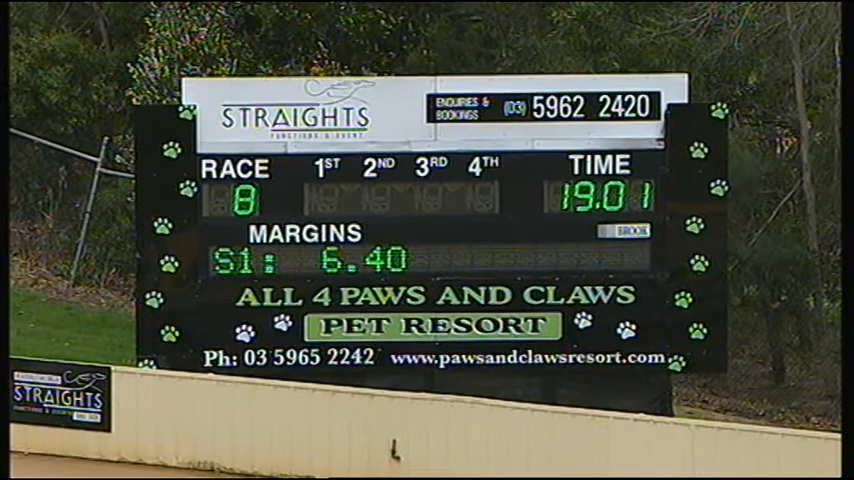 STRAIGHTS
FUNCTIONS & EVENT
ENQUIRIES & BOOKINGS (03) 5962 2420
RACE 1ST 2ND 3RD 4TH TIME
8 19.01
MARGINS BROOK
S1: 6.40
ALL 4 PAWS AND CLAWS
PET RESORT
Ph: 03 5965 2242 www.pawsandclawsresort.com
STRAIGHTS